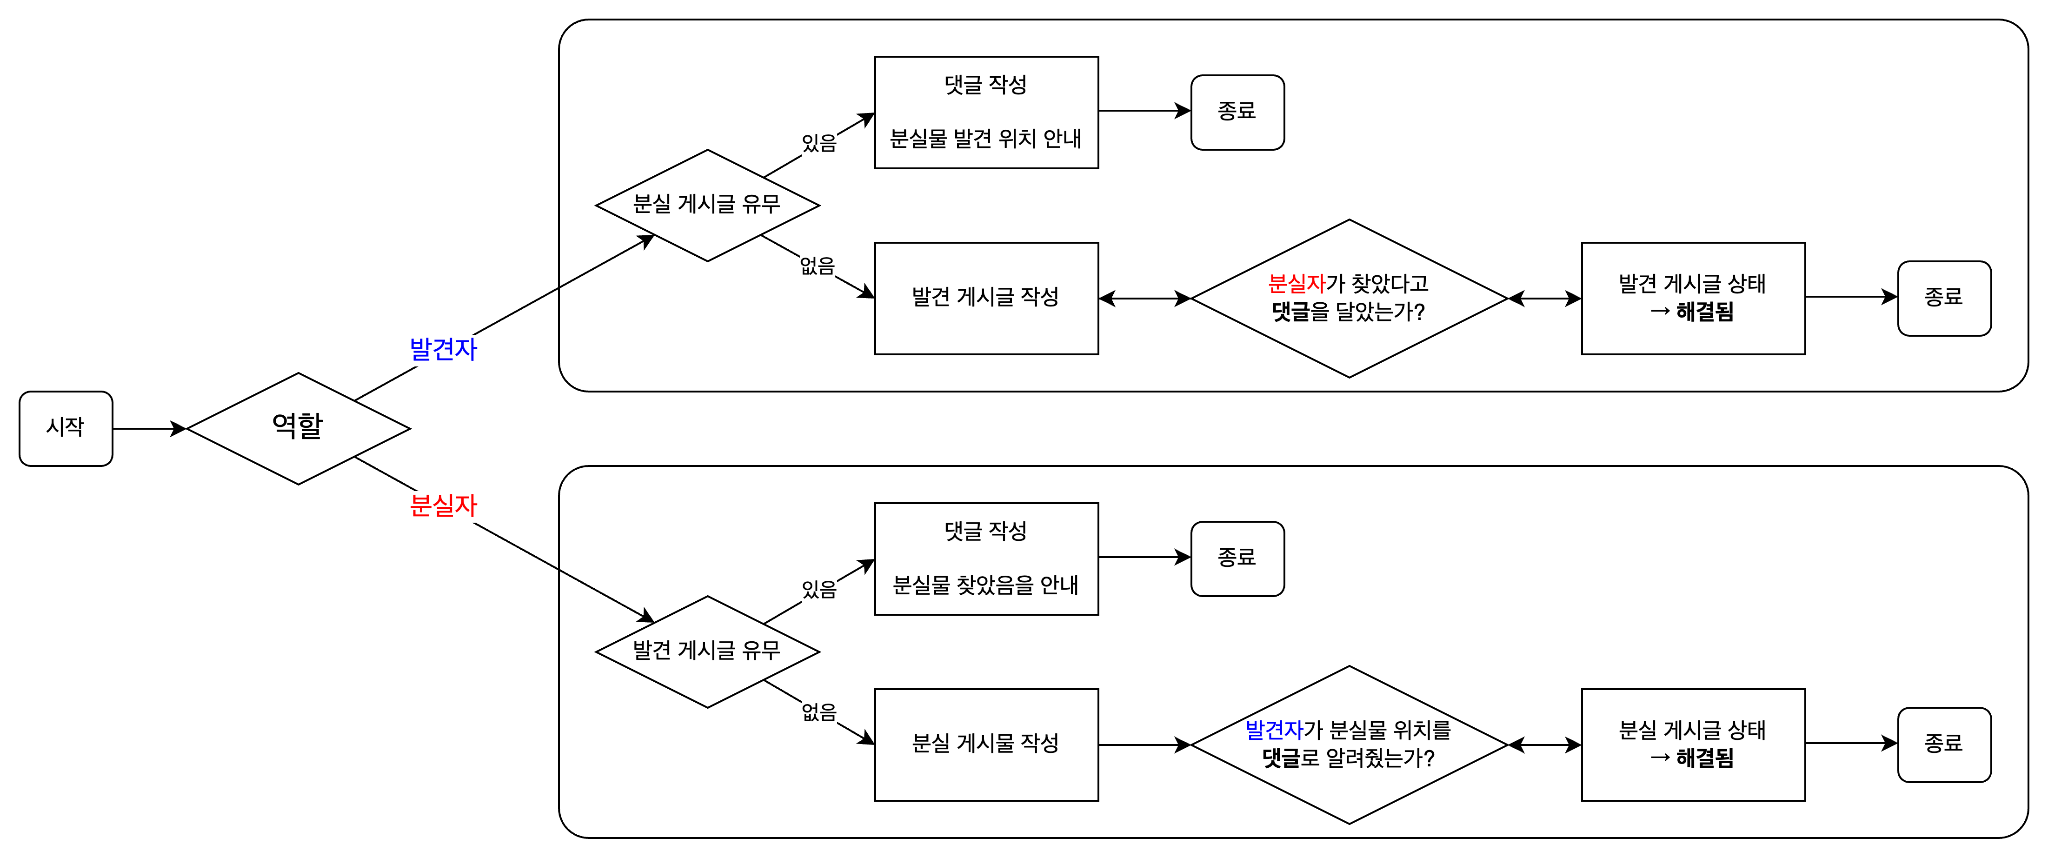 시작
역할
발견자
분실 게시글 유무
있음
댓글 작성
분실물 발견 위치 안내
종료
없음
발견 게시글 작성
분실자가 찾았다고
댓글을 달았는가?
발견 게시글 상태
→ 해결됨
종료
분실자
발견 게시글 유무
있음
댓글 작성
분실물 찾았음을 안내
종료
없음
분실 게시물 작성
발견자가 분실물 위치를
댓글로 알려줬는가?
분실 게시글 상태
→ 해결됨
종료